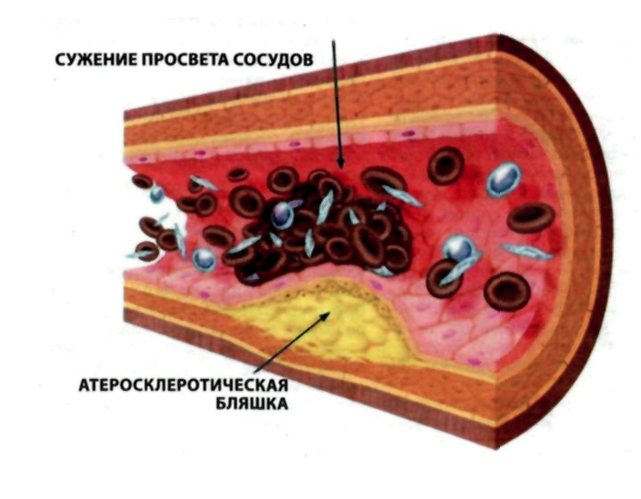 СУЖЕНИЕ ПРОСВЕТА СОСУДОВ
АТЕРОСКЛЕРОТИЧЕСКАЯ
БЛЯШКА